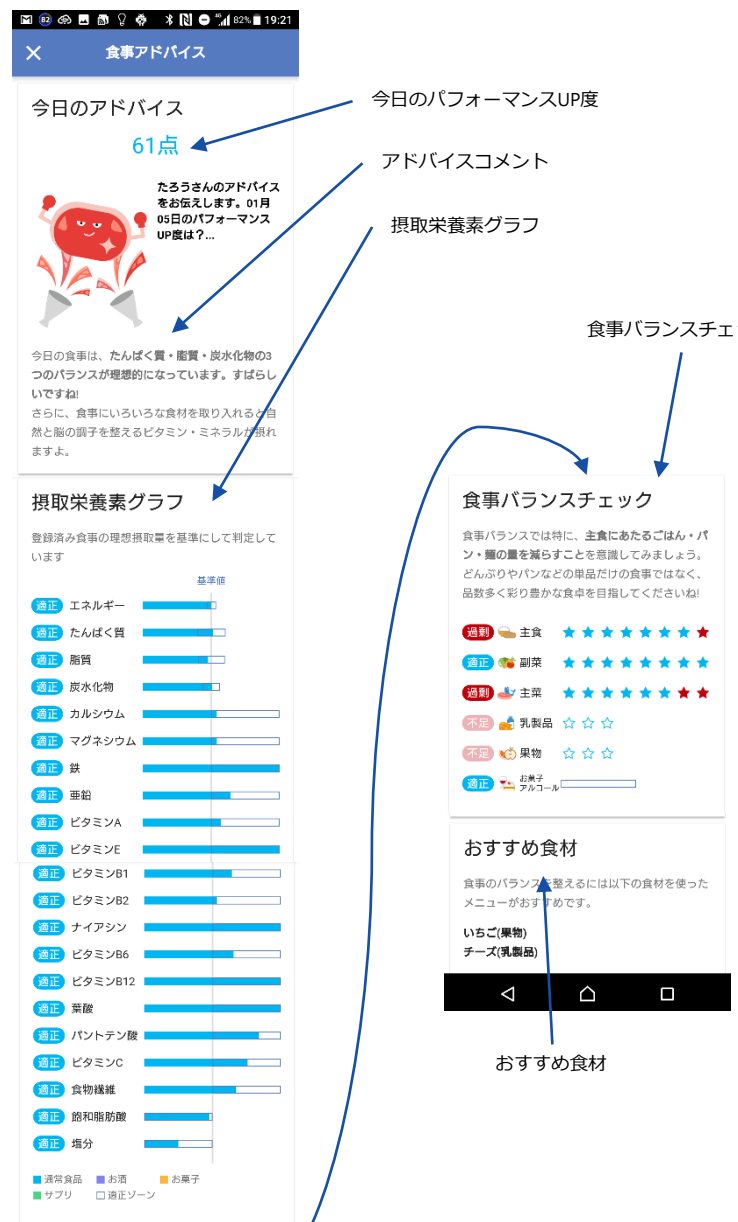 82 4G 82% 19:21
× 食事アドバイス
今日のアドバイス
61点
たろうさんのアドバイス
をお伝えします。01月
05日のパフォーマンス
UP度は？...
今日の食事は、たんぱく質・脂質・炭水化物の3
つのバランスが理想的になっています。すばらし
いですね!
さらに、食事にいろいろな食材を取り入れると自
然と脳の調子を整えるビタミン・ミネラルが摂れ
ますよ。
摂取栄養素グラフ
登録済み食事の理想摂取量を基準にして判定して
います
基準値
適正 エネルギー
適正 たんぱく質
適正 脂質
適正 炭水化物
適正 カルシウム
適正 マグネシウム
適正 鉄
適正 亜鉛
適正 ビタミンA
適正 ビタミンE
適正 ビタミンB1
適正 ビタミンB2
適正 ナイアシン
適正 ビタミンB6
適正 ビタミンB12
適正 葉酸
適正 パントテン酸
適正 ビタミンC
適正 食物繊維
適正 飽和脂肪酸
適正 塩分
通常食品 お酒 お菓子
サプリ 適正ゾーン
今日のパフォーマンスUP度
アドバイスコメント
摂取栄養素グラフ
食事バランスチェ
食事バランスチェック
食事バランスでは特に、主食にあたるごはん・パ
ン・麺の量を減らすことを意識してみましょう。
どんぶりやパンなどの単品だけの食事ではなく、
品数多く彩り豊かな食卓を目指してくださいね!
過剰 主食
適正 副菜
過剰 主菜
不足 乳製品
不足 果物
適正 お菓子
アルコール
おすすめ食材
食事のバランスを整えるには以下の食材を使った
メニューがおすすめです。
いちご(果物)
チーズ(乳製品)
おすすめ食材